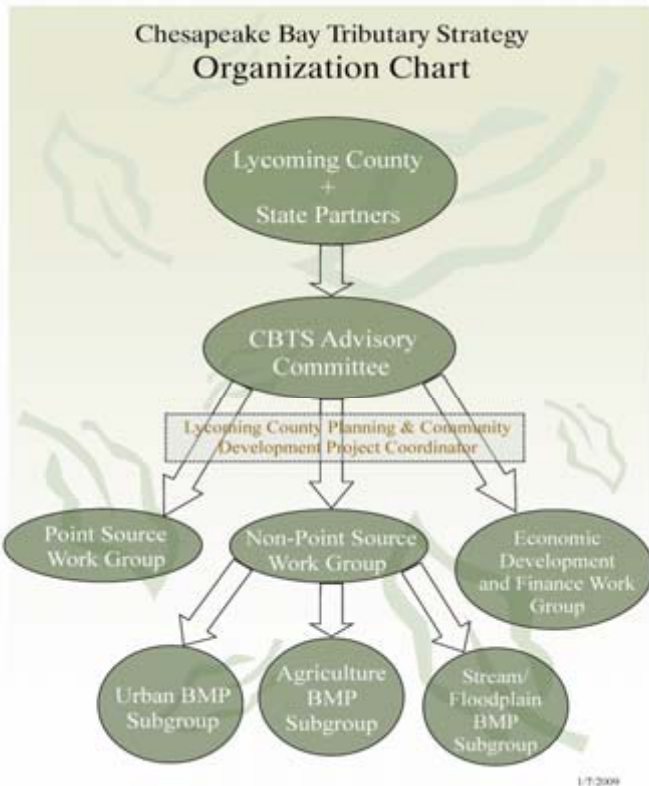 Chesapeake Bay Tributary Strategy
Organization Chart
Lycoming County
+
State Partners
CBTS Advisory
Committee
Lycoming County Planning & Community
Development Project Coordinator
Point Source
Work Group
Non-Point Source
Work Group
Economic
Development
and Finance Work
Group
Urban BMP
Subgroup
Agriculture
BMP
Subgroup
Stream/
Floodplain
BMP
Subgroup
1/7/2009